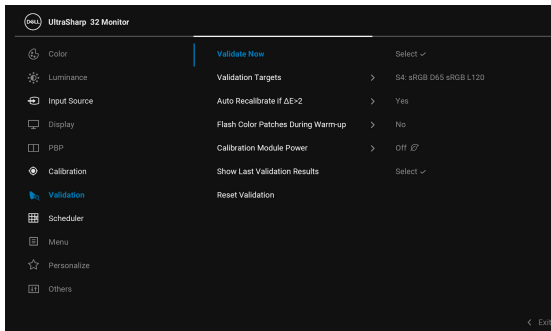 DELL UltraSharp 32 Monitor
Color Validate Now Select
Luminance Validation Targets S4: sRGB D65 sRGB L120
Input Source Auto Recalibrate if ΔE>2 Yes
Display Flash Color Patches During Warm-up No
PBP Calibration Module Power Off
Calibration Show Last Validation Results Select
Validation Reset Validation
Scheduler
Menu
Personalize
Others
Exit